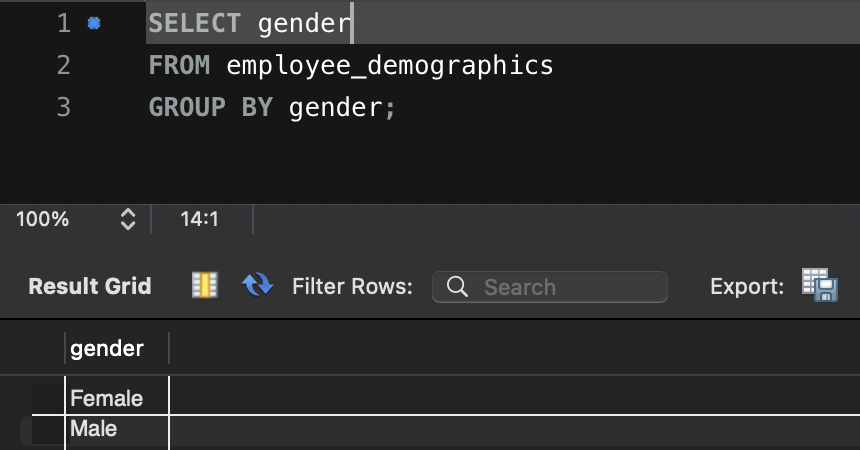 1 SELECT gender
2 FROM employee_demographics
3 GROUP BY gender;
100% 14:1
Result Grid Filter Rows: Search Export:
gender
Female
Male